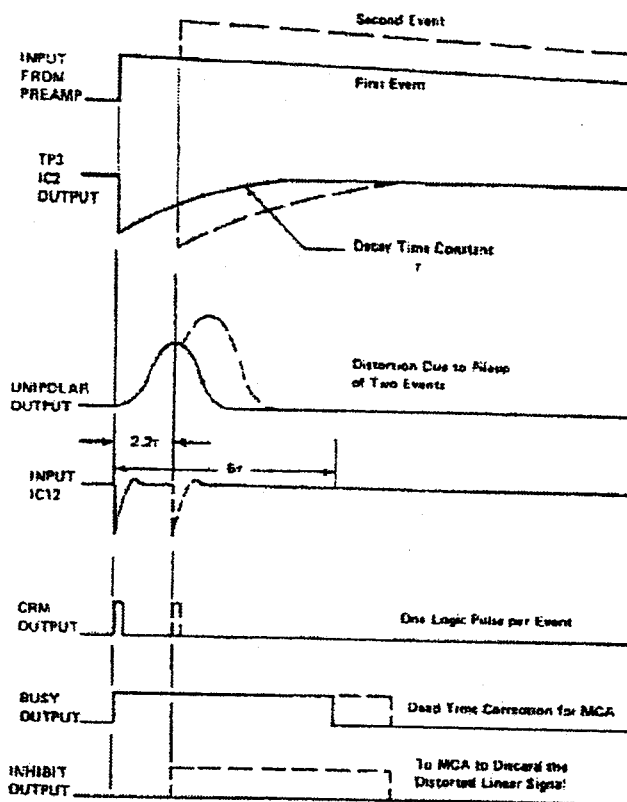 Second Event
INPUT
FROM
PREAMP
First Event
TP3
IC2
OUTPUT
Decay Time Constant
τ
Distortion Due to Pileup
of Two Events
UNIPOLAR
OUTPUT
2.2τ
6τ
INPUT
IC12
CRM
OUTPUT
One Logic Pulse per Event
BUSY
OUTPUT
Dead Time Correction for MCA
INHIBIT
OUTPUT
To MCA to Discard the
Distorted Linear Signal